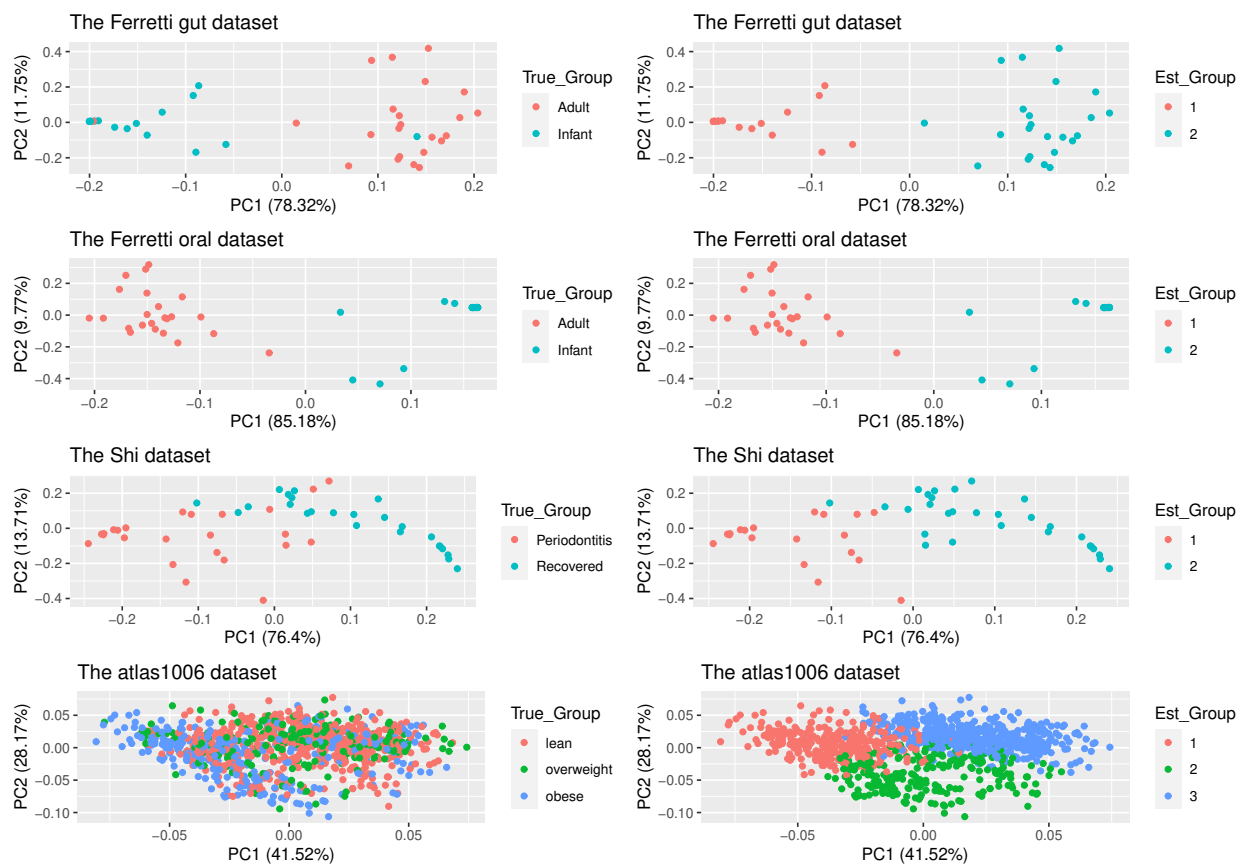 The Ferretti gut dataset
PC2 (11.75%)
0.4
0.2
0.0
−0.2
−0.2
−0.1
0.0
0.1
0.2
PC1 (78.32%)
True_Group
Adult
Infant
The Ferretti gut dataset
PC2 (11.75%)
0.4
0.2
0.0
−0.2
−0.2
−0.1
0.0
0.1
0.2
PC1 (78.32%)
Est_Group
1
2
The Ferretti oral dataset
PC2 (9.77%)
0.2
0.0
−0.2
−0.4
−0.2
−0.1
0.0
0.1
PC1 (85.18%)
True_Group
Adult
Infant
The Ferretti oral dataset
PC2 (9.77%)
0.2
0.0
−0.2
−0.4
−0.2
−0.1
0.0
0.1
PC1 (85.18%)
Est_Group
1
2
The Shi dataset
PC2 (13.71%)
0.2
0.0
−0.2
−0.4
−0.2
−0.1
0.0
0.1
0.2
PC1 (76.4%)
True_Group
Periodontitis
Recovered
The Shi dataset
PC2 (13.71%)
0.2
0.0
−0.2
−0.4
−0.2
−0.1
0.0
0.1
0.2
PC1 (76.4%)
Est_Group
1
2
The atlas1006 dataset
PC2 (28.17%)
0.05
0.00
−0.05
−0.10
−0.05
0.00
0.05
PC1 (41.52%)
True_Group
lean
overweight
obese
The atlas1006 dataset
PC2 (28.17%)
0.05
0.00
−0.05
−0.10
−0.05
0.00
0.05
PC1 (41.52%)
Est_Group
1
2
3